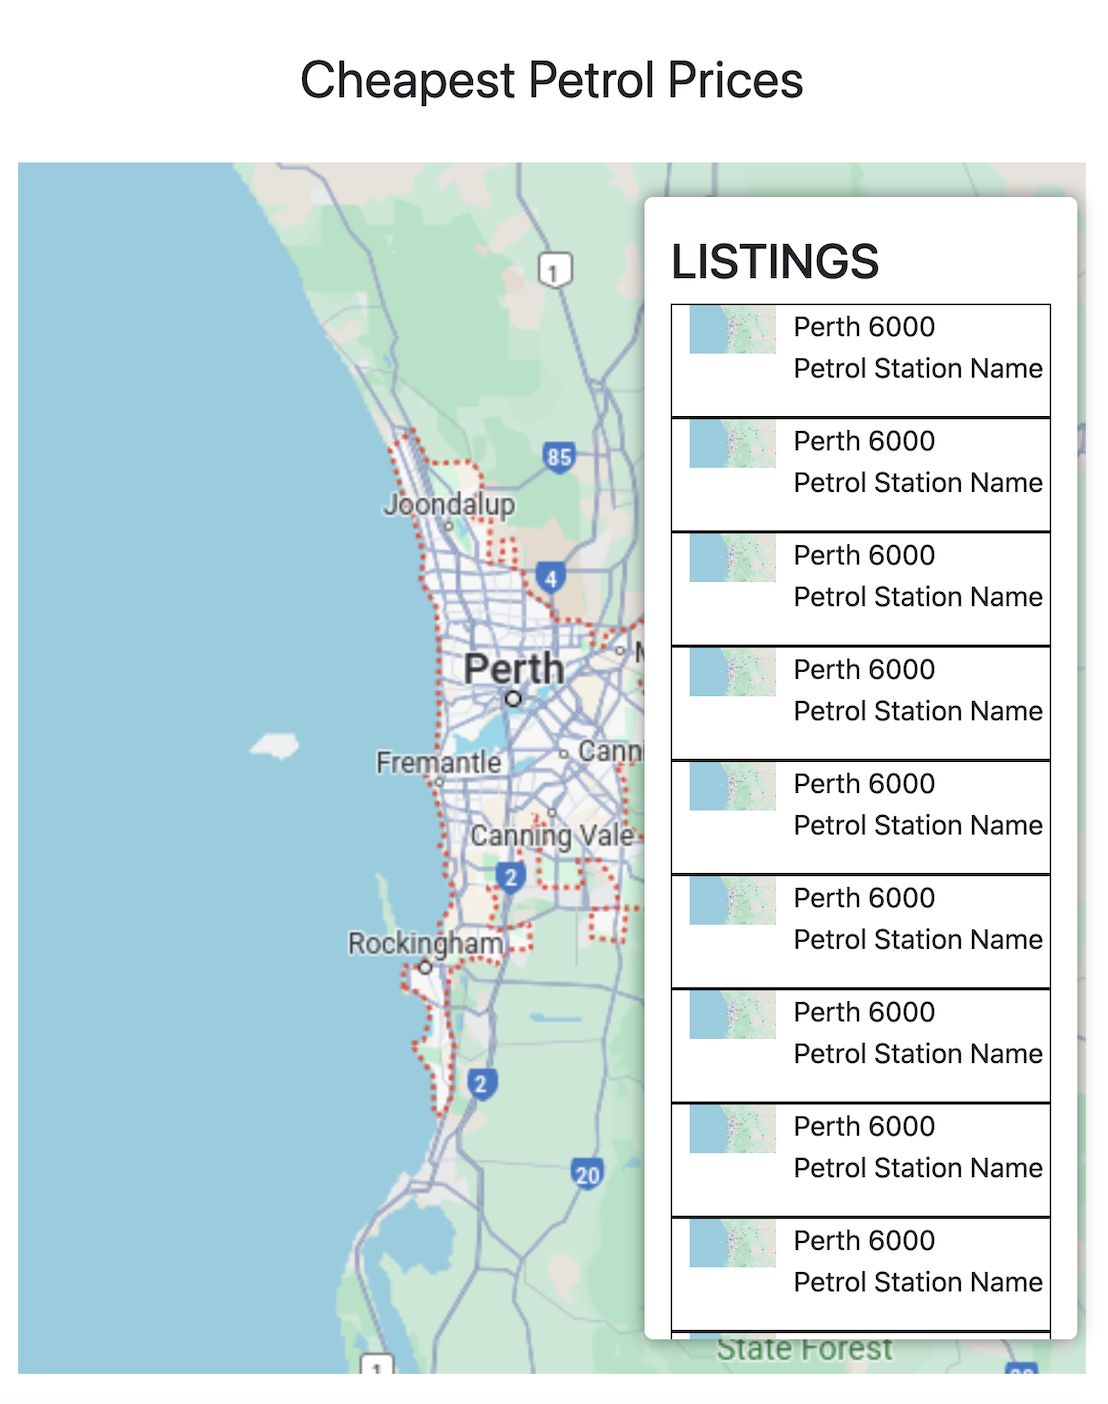 Cheapest Petrol Prices
LISTINGS
Perth 6000
Petrol Station Name
Perth 6000
Petrol Station Name
Perth 6000
Petrol Station Name
Perth 6000
Petrol Station Name
Perth 6000
Petrol Station Name
Perth 6000
Petrol Station Name
Perth 6000
Petrol Station Name
Perth 6000
Petrol Station Name
Perth 6000
Petrol Station Name
1
85
Joondalup
4
Perth
Fremantle
Canning Vale
2
Rockingham
2
20
1
State Forest